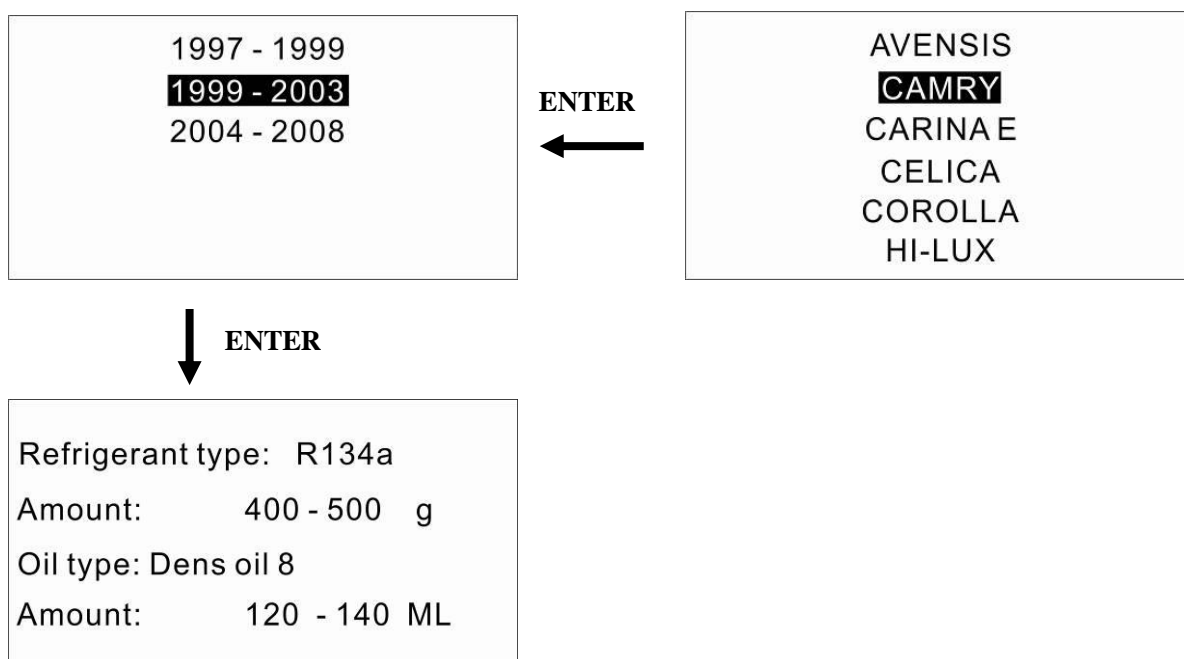 1997 - 1999
1999 - 2003
2004 - 2008
ENTER
AVENSIS
CAMRY
CARINA E
CELICA
COROLLA
HI-LUX
ENTER
Refrigerant type: R134a
Amount: 400 - 500 g
Oil type: Dens oil 8
Amount: 120 - 140 ML